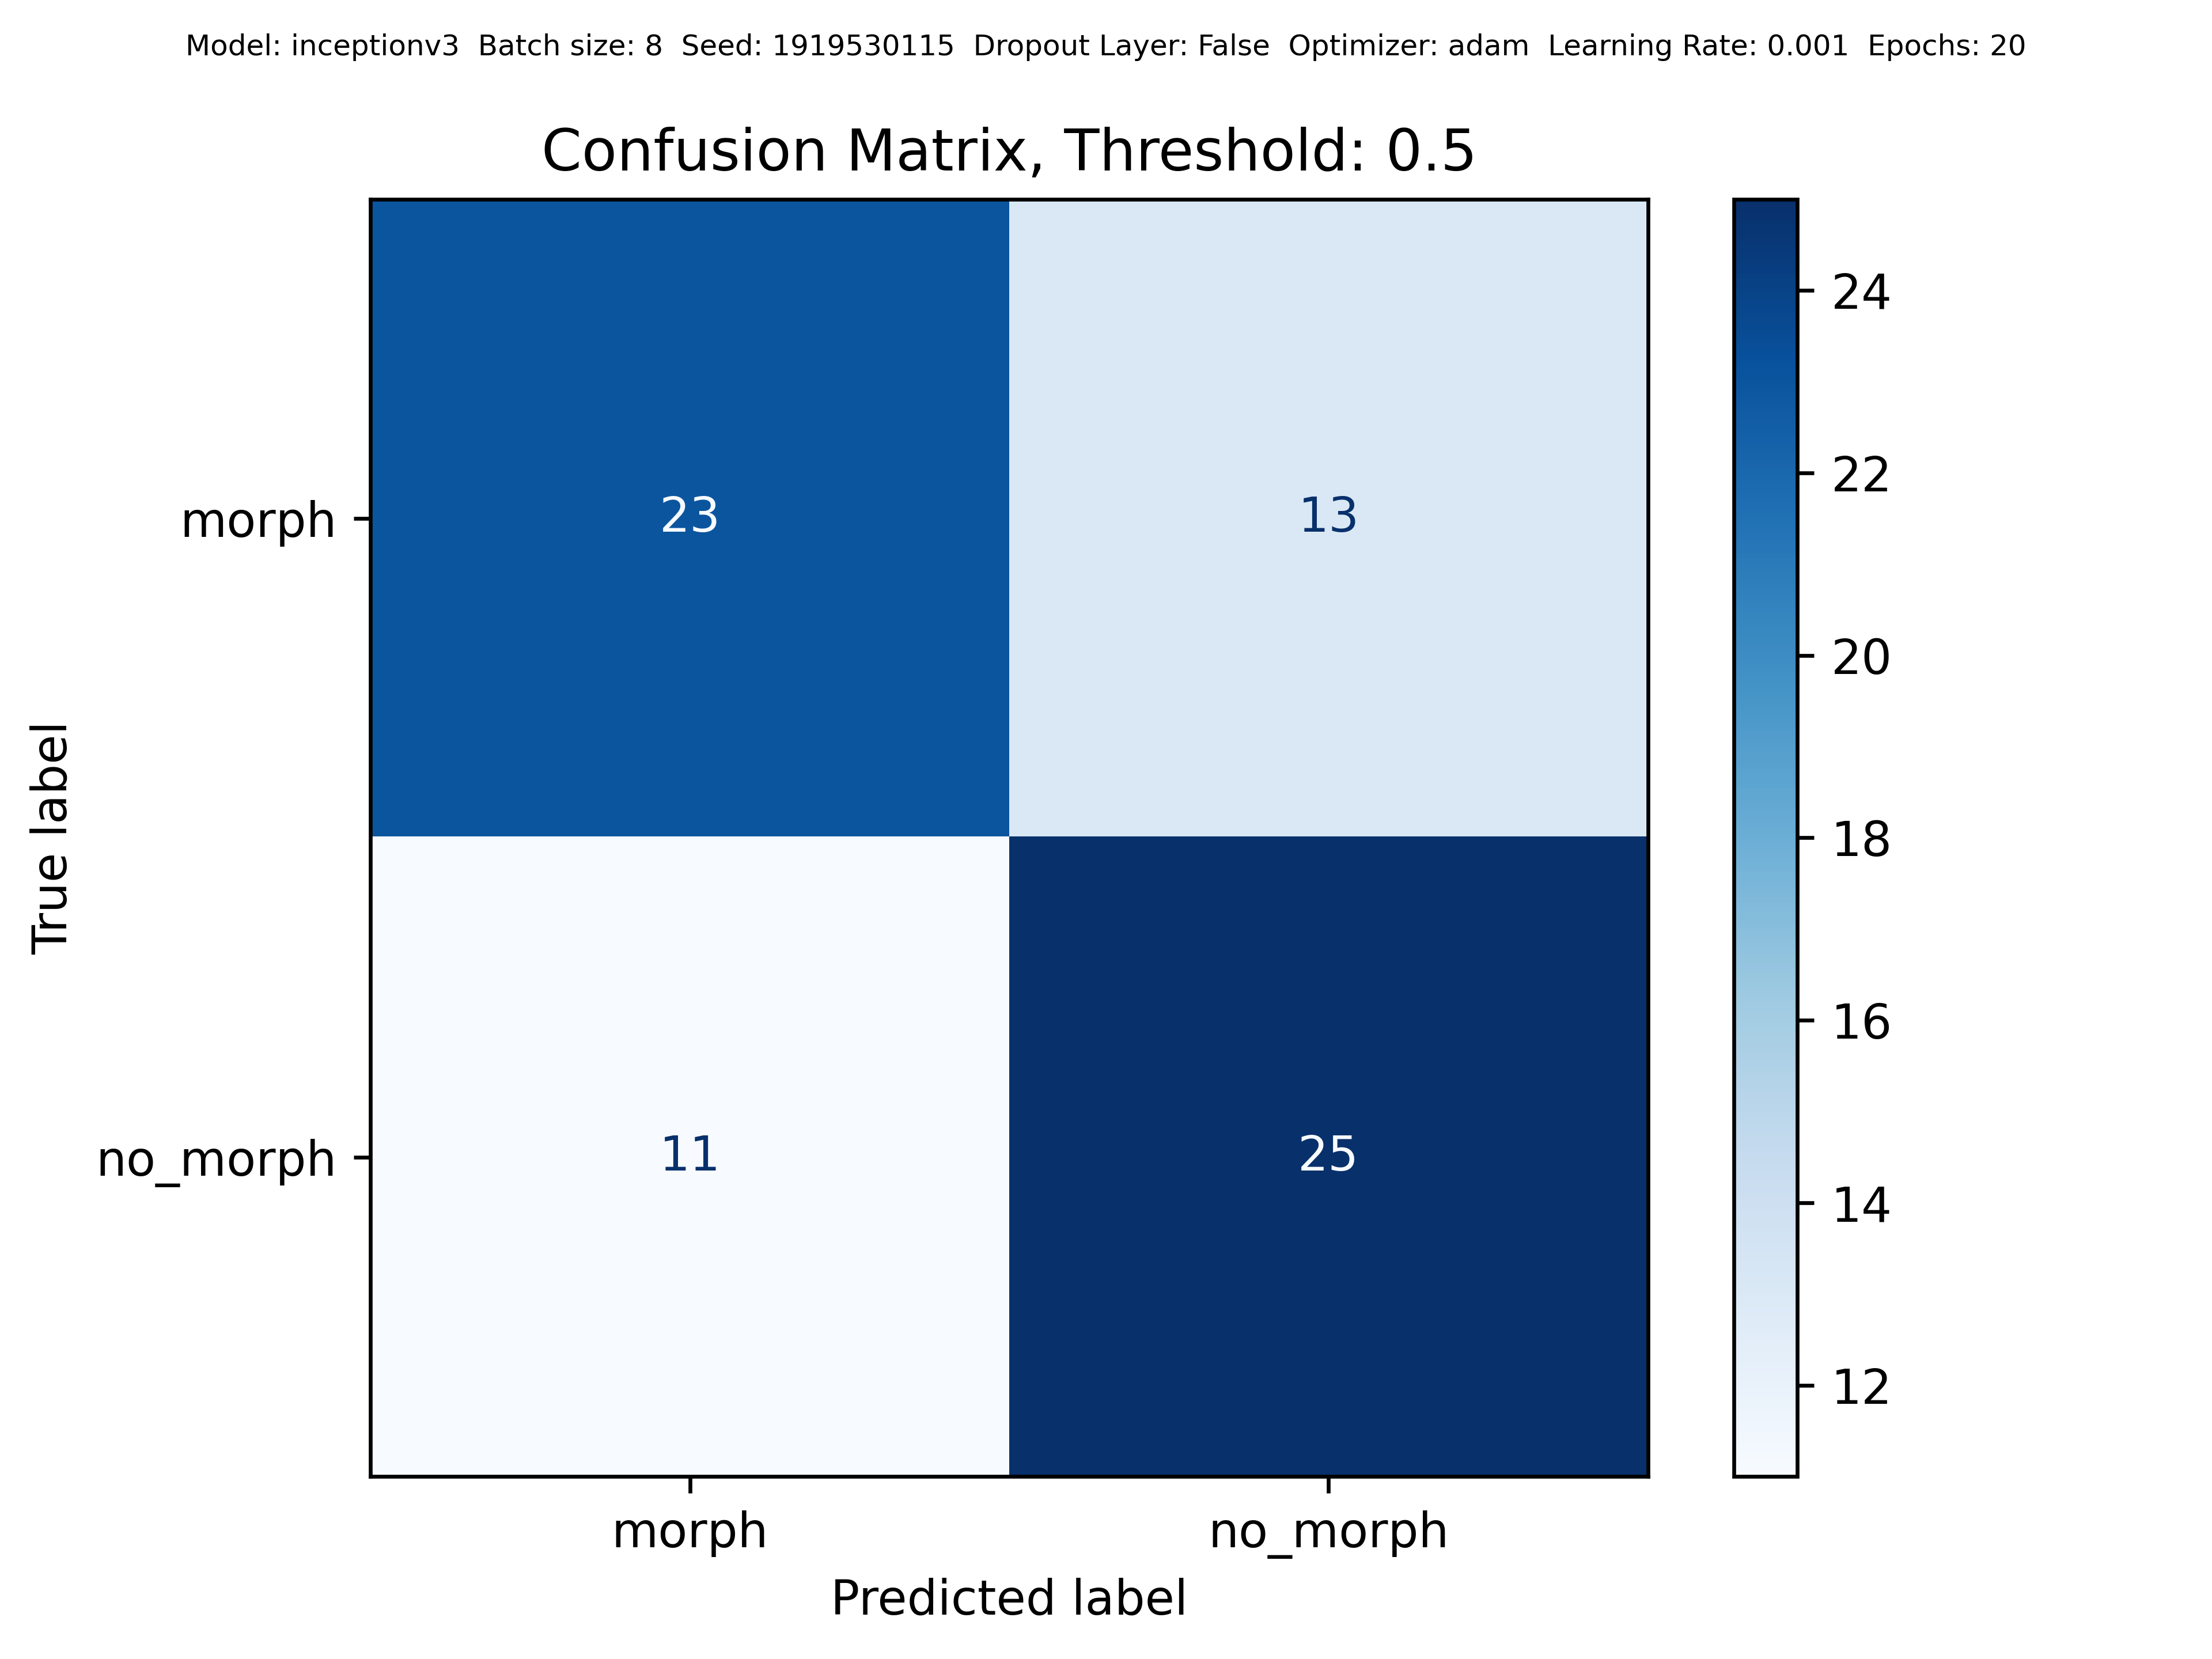 Model: inceptionv3  Batch size: 8  Seed: 1919530115  Dropout Layer: False  Optimizer: adam  Learning Rate: 0.001  Epochs: 20
Confusion Matrix, Threshold: 0.5
True label
morph
23
13
no_morph
11
25
morph
no_morph
Predicted label
24
22
20
18
16
14
12